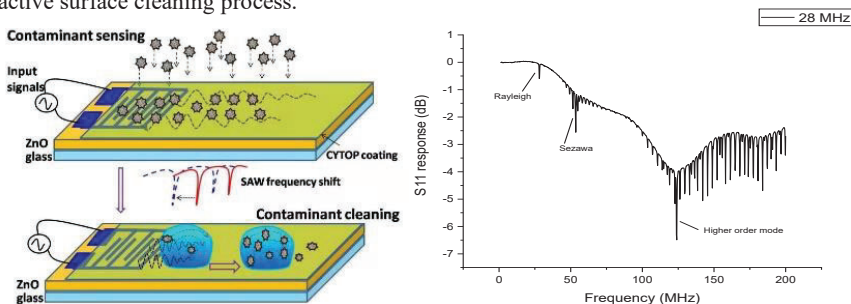 active surface cleaning process.
Contaminant sensing
Input
signals
ZnO
glass
CYTOP coating
SAW frequency shift
Contaminant cleaning
ZnO
glass
28 MHz
1
0
-1
-2
-3
-4
-5
-6
-7
S11 response (dB)
Rayleigh
Sezawa
Higher order mode
0
50
100
150
200
Frequency (MHz)